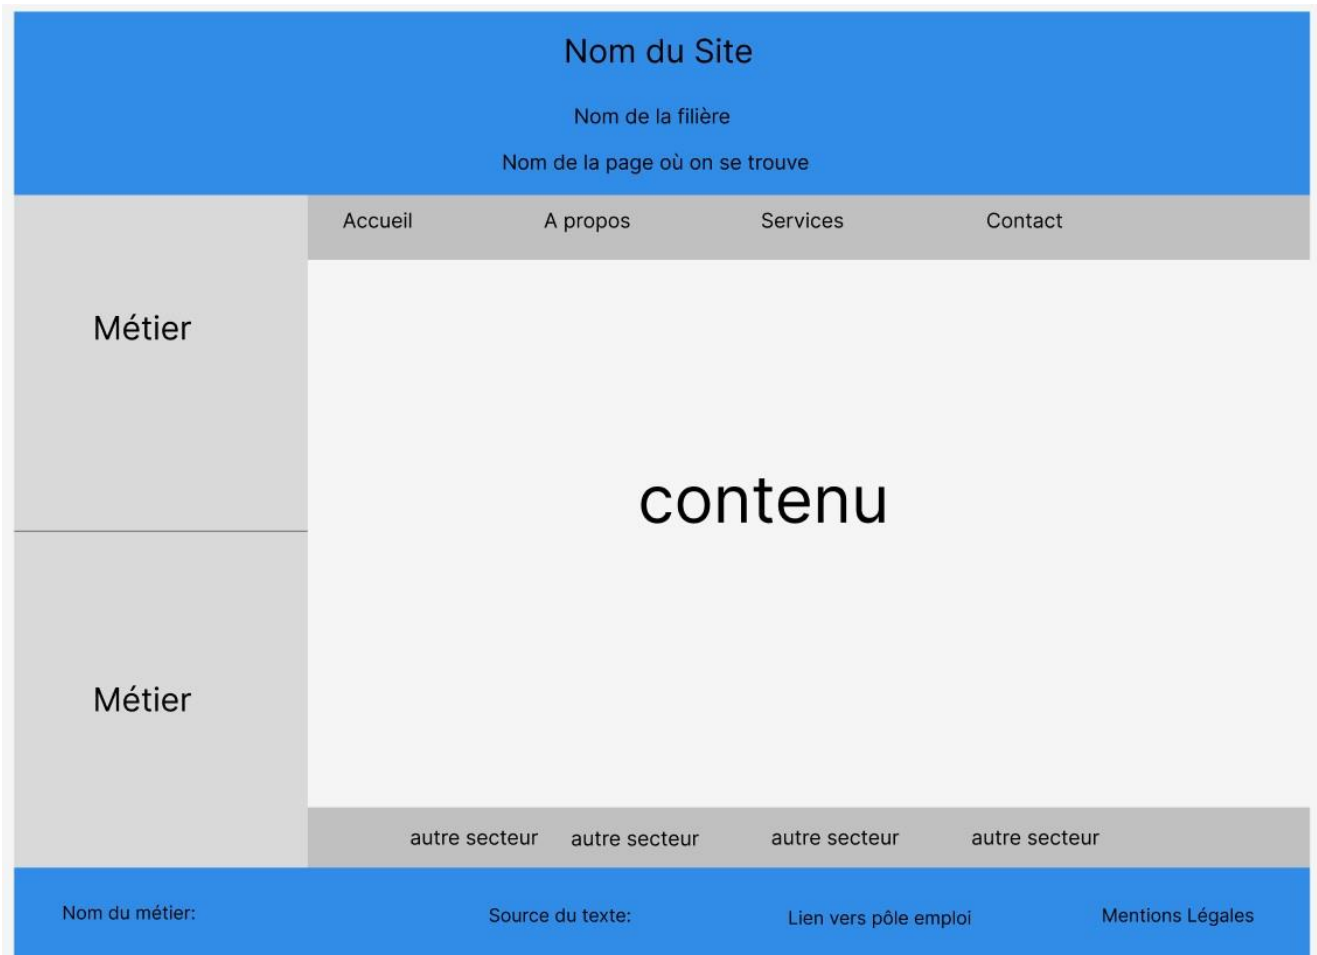 Nom du Site
Nom de la filière
Nom de la page où on se trouve
Accueil A propos Services Contact
Métier
contenu
Métier
autre secteur autre secteur autre secteur autre secteur
Nom du métier: Source du texte: Lien vers pôle emploi Mentions Légales